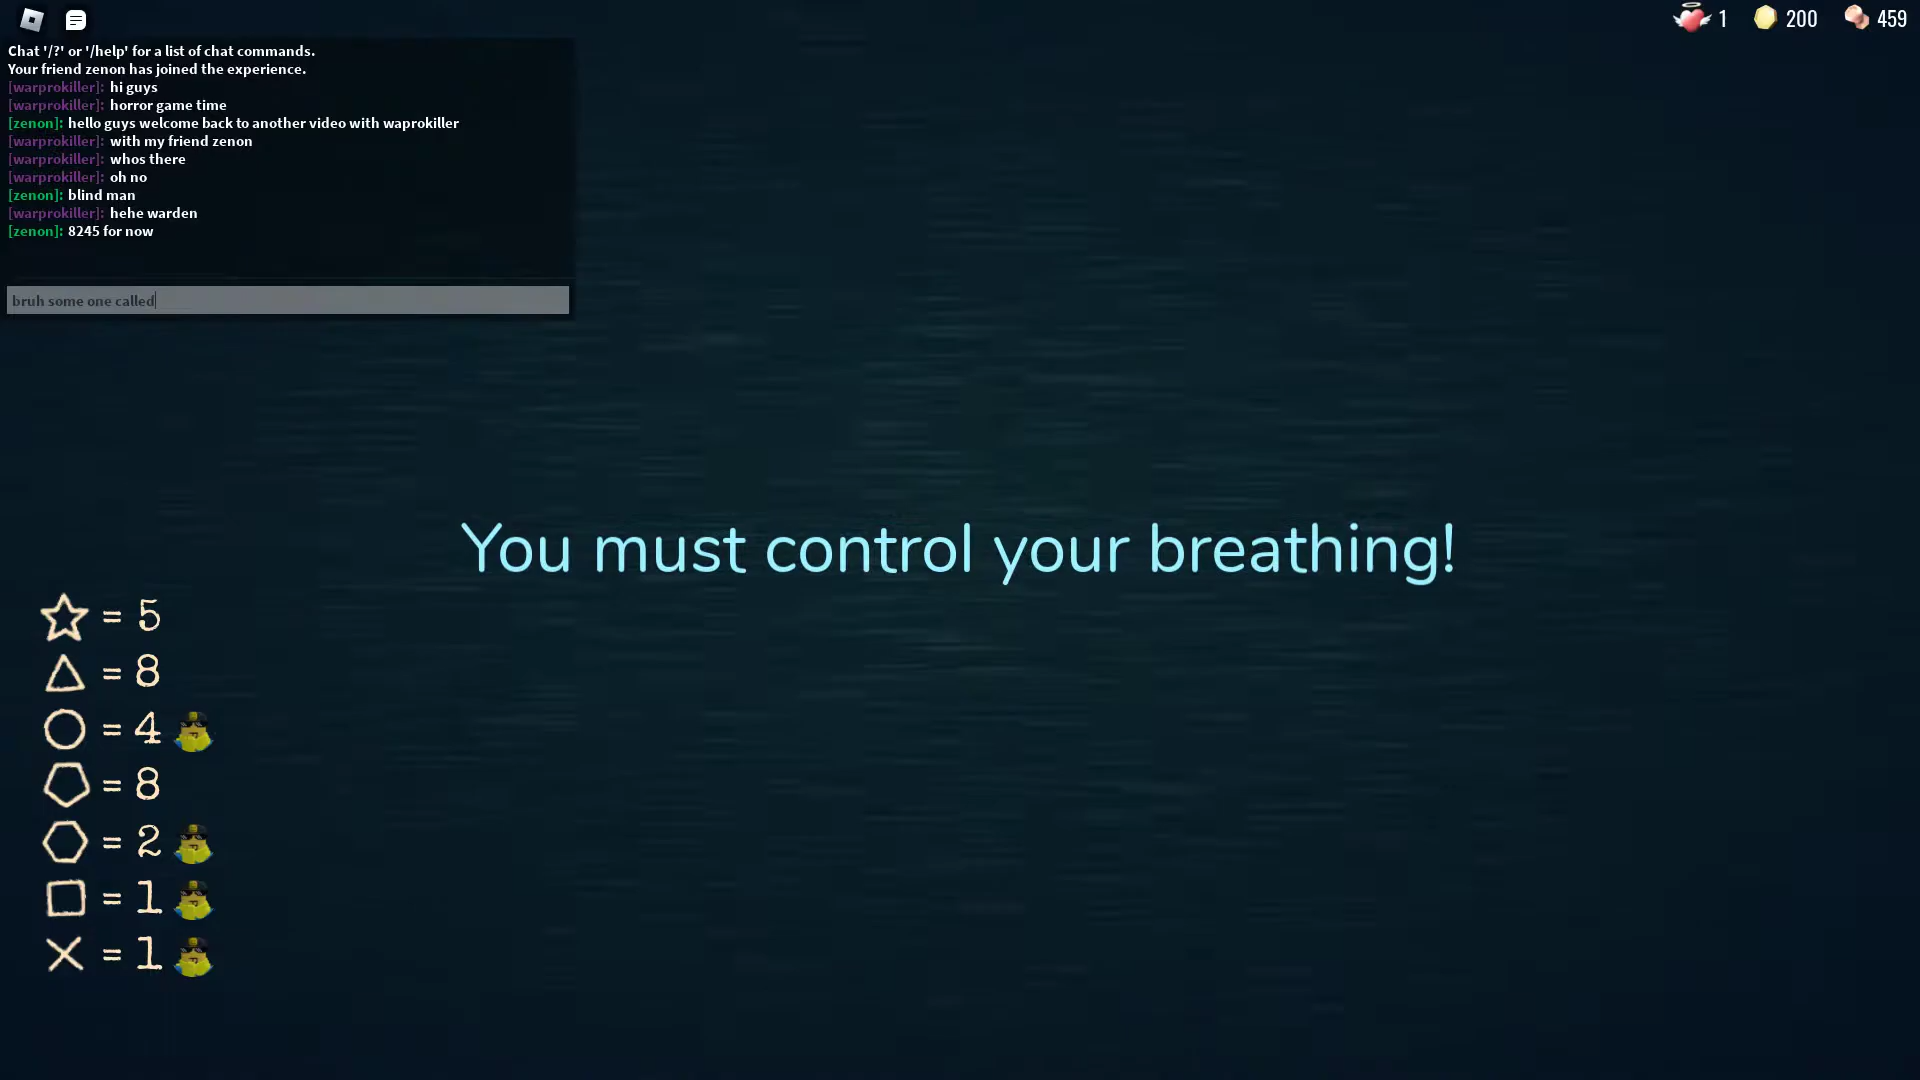 1 200 459
Chat '/?' or '/help' for a list of chat commands.
Your friend zenon has joined the experience.
[warprokiller]: hi guys
[warprokiller]: horror game time
[zenon]: hello guys welcome back to another video with waprokiller
[warprokiller]: with my friend zenon
[warprokiller]: whos there
[warprokiller]: oh no
[zenon]: blind man
[warprokiller]: hehe warden
[zenon]: 8245 for now
bruh some one called
You must control your breathing!
= 5
= 8
= 4
= 8
= 2
= 1
= 1